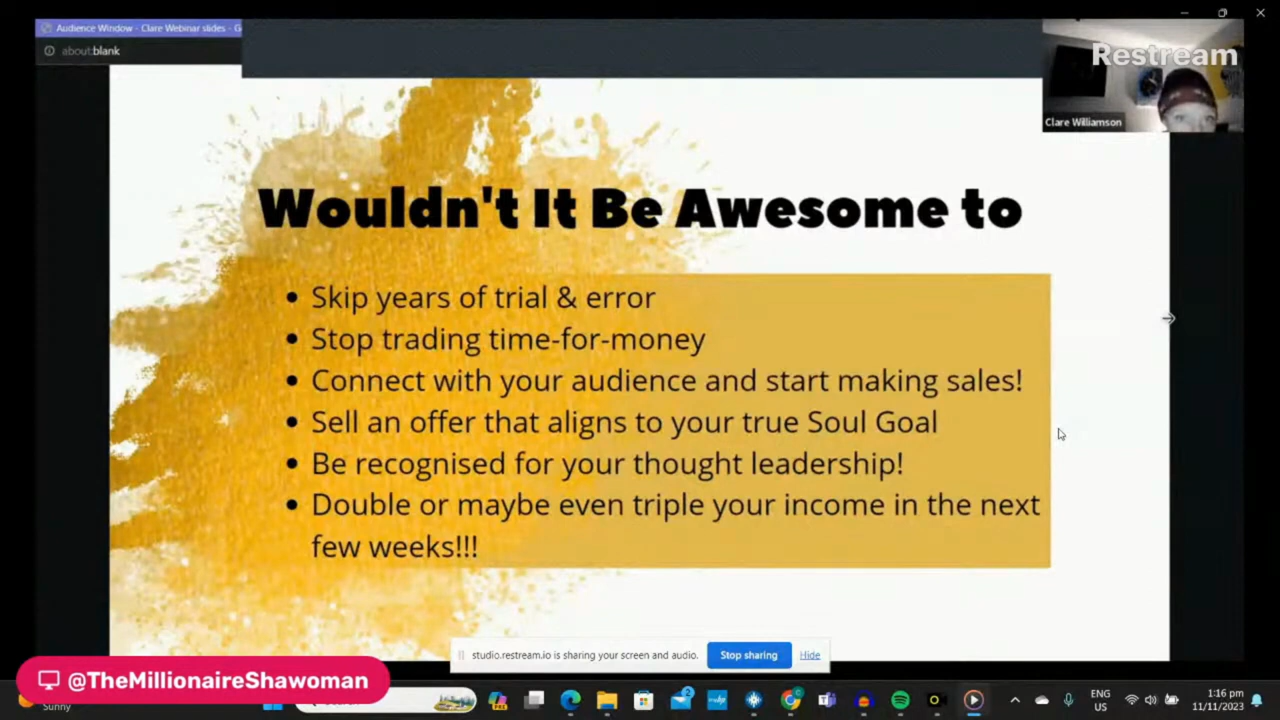 Audience Window - Clare Webinar slides - G
about:blank
Restream
Clare Williamson
Wouldn't It Be Awesome to
• Skip years of trial & error
• Stop trading time-for-money
• Connect with your audience and start making sales!
• Sell an offer that aligns to your true Soul Goal
• Be recognised for your thought leadership!
• Double or maybe even triple your income in the next
few weeks!!!
studio.restream.io is sharing your screen and audio.
Stop sharing
Hide
@TheMillionaireShawoman
Sunny
2
ENG
US
1:16 pm
11/11/2023